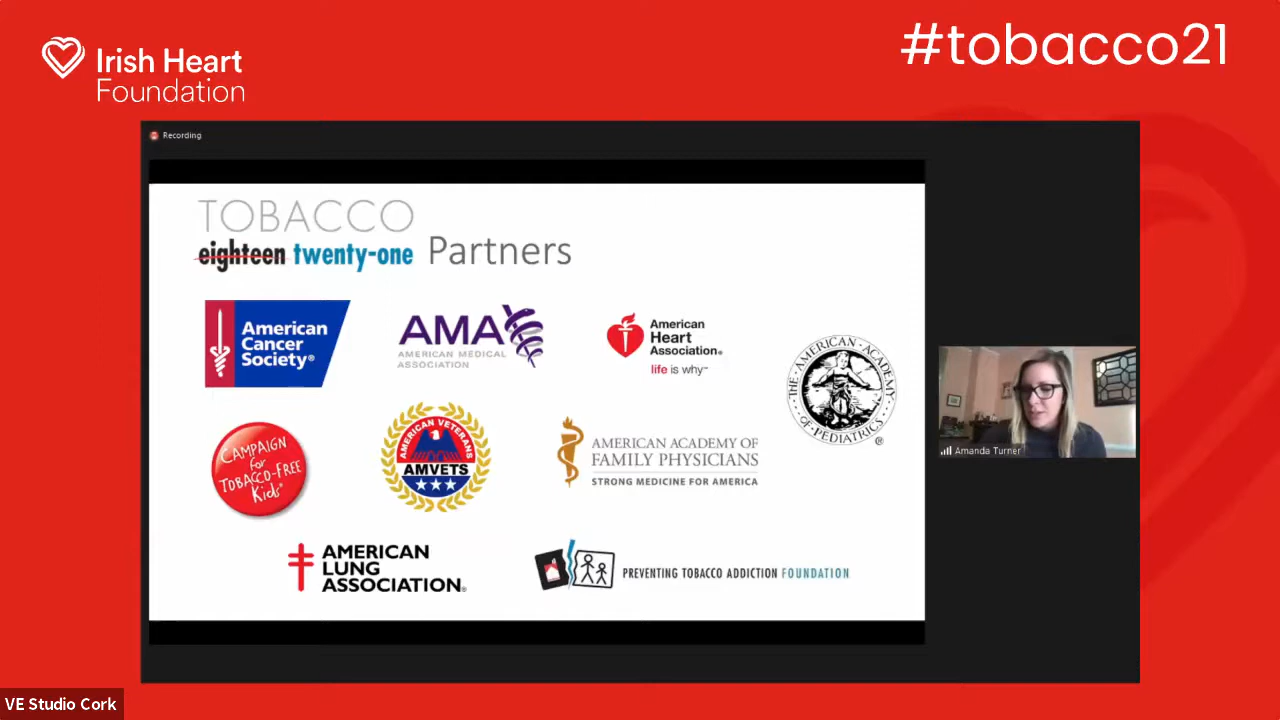 Irish Heart
Foundation
#tobacco21
Recording
TOBACCO
eighteen twenty-one Partners
American
Cancer
Society®
AMA
AMERICAN MEDICAL
ASSOCIATION
American
Heart
Association®
life is why™
THE AMERICAN ACADEMY
OF PEDIATRICS
®
CAMPAIGN
for
TOBACCO-FREE
Kids®
AMERICAN VETERANS
AMVETS
AMERICAN ACADEMY OF
FAMILY PHYSICIANS
STRONG MEDICINE FOR AMERICA
Amanda Turner
AMERICAN
LUNG
ASSOCIATION®
PREVENTING TOBACCO ADDICTION FOUNDATION
VE Studio Cork